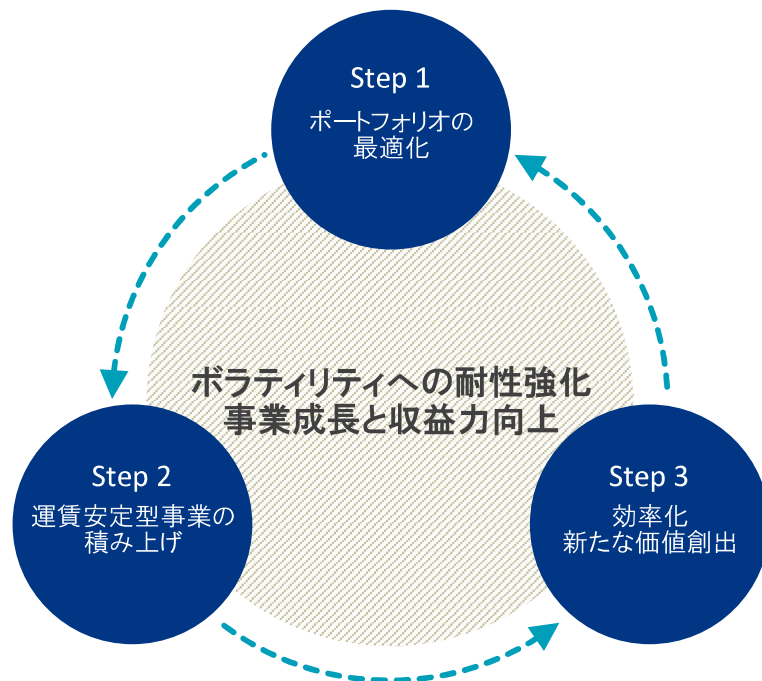 Step 1
ポートフォリオの
最適化
ボラティリティへの耐性強化
事業成長と収益力向上
Step 2
運賃安定型事業の
積み上げ
Step 3
効率化
新たな価値創出